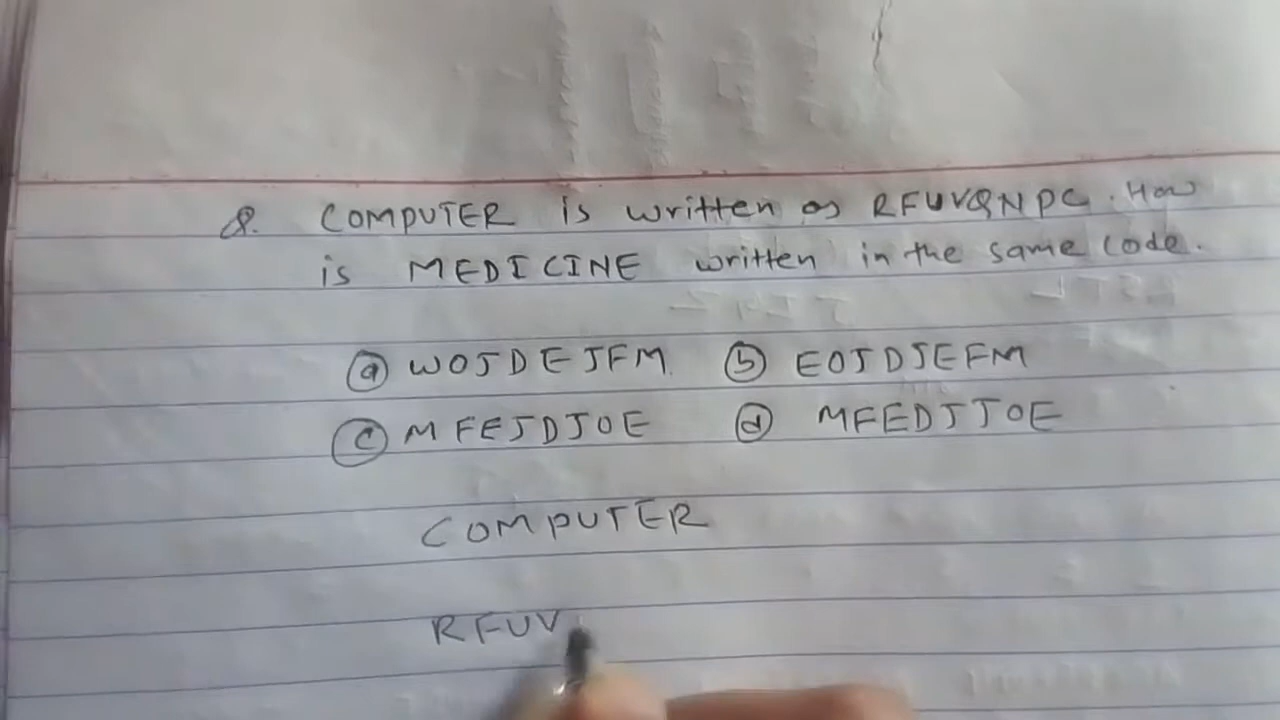 Q. COMPUTER is written as RFUVQNPC. How
is MEDICINE written in the same code.
(a) WOJDEJFM (b) EOJDJEFM
(c) MFEJDJOE (d) MFEDJJOE
COMPUTER
RFUV